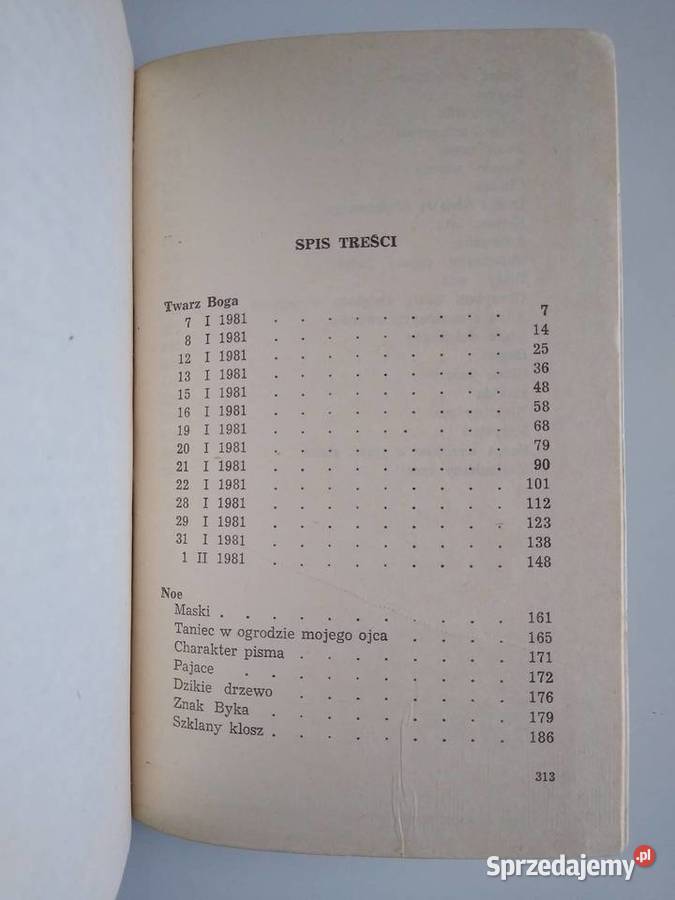 SPIS TREŚCI
Twarz Boga
7 I 1981 . . . . . . . . . 7
8 I 1981 . . . . . . . . . 14
12 I 1981 . . . . . . . . . 25
13 I 1981 . . . . . . . . . 36
15 I 1981 . . . . . . . . . 48
16 I 1981 . . . . . . . . . 58
19 I 1981 . . . . . . . . . 68
20 I 1981 . . . . . . . . . 79
21 I 1981 . . . . . . . . . 90
22 I 1981 . . . . . . . . . 101
28 I 1981 . . . . . . . . . 112
29 I 1981 . . . . . . . . . 123
31 I 1981 . . . . . . . . . 138
1 II 1981 . . . . . . . . . 148
Noe
Maski . . . . . . . . . . . 161
Taniec w ogrodzie mojego ojca . . . . 165
Charakter pisma . . . . . . . . 171
Pajace . . . . . . . . . . 172
Dzikie drzewo . . . . . . . . 176
Znak Byka . . . . . . . . . 179
Szklany klosz . . . . . . . . . 186
313
Sprzedajemy.pl